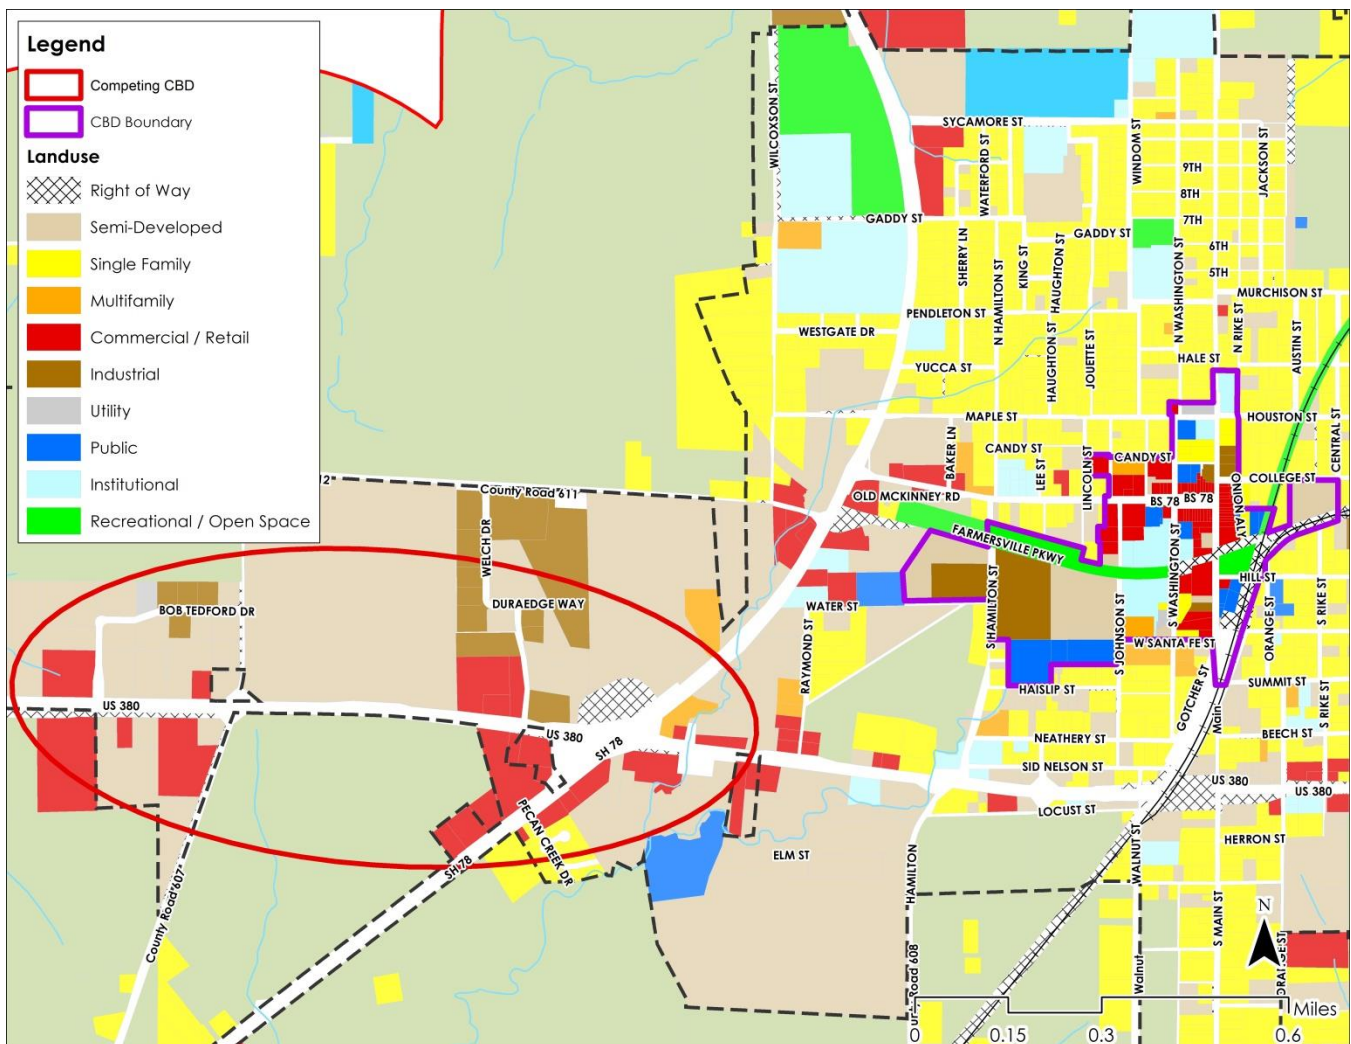 Legend
Competing CBD
CBD Boundary
Landuse
Right of Way
Semi-Developed
Single Family
Multifamily
Commercial / Retail
Industrial
Utility
Public
Institutional
Recreational / Open Space
SYCAMORE ST
WILCOXSON ST
WATERFORD ST
WINDOM ST
JACKSON ST
9TH
8TH
7TH
6TH
5TH
GADDY ST
GADDY ST
SHERRY LN
N HAMILTON ST
KING ST
HAUGHTON ST
N WASHINGTON ST
N RIKE ST
MURCHISON ST
AUSTIN ST
PENDLETON ST
WESTGATE DR
YUCCA ST
HAUGHTON ST
JOUETTE ST
HALE ST
MAPLE ST
HOUSTON ST
CENTRAL ST
BAKER LN
CANDY ST
LEE ST
LINCOLN ST
CANDY ST
COLLEGE ST
County Road 611
OLD MCKINNEY RD
BS 78
BS 78
ONION ALY
FARMERSVILLE PKWY
WELCH DR
DURAEDGE WAY
BOB TEDFORD DR
WATER ST
S HAMILTON ST
S WASHINGTON ST
HILL ST
ORANGE ST
S RIKE ST
RAYMOND ST
S JOHNSON ST
W SANTA FE ST
HAISLIP ST
SUMMIT ST
S RIKE ST
GOTCHER ST
Main
US 380
US 380
SH 78
NEATHERY ST
BEECH ST
SID NELSON ST
US 380
US 380
LOCUST ST
PECAN CREEK DR
ELM ST
HERRON ST
SH 78
County Road 607
HAMILTON
WALNUT ST
S MAIN ST
N
Walnut
Miles
0
0.15
0.3
0.6